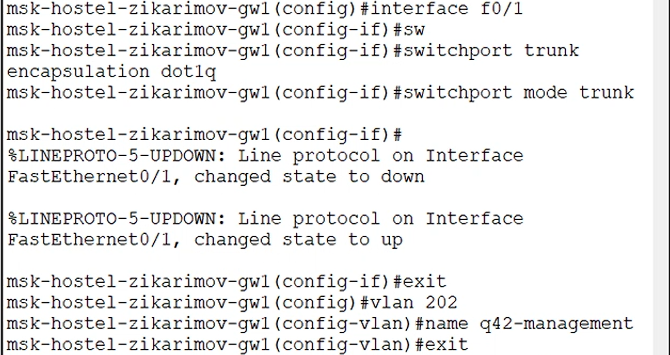 msk-hostel-zikarimov-gw1(config)#interface f0/1
msk-hostel-zikarimov-gw1(config-if)#sw
msk-hostel-zikarimov-gw1(config-if)#switchport trunk
encapsulation dot1q
msk-hostel-zikarimov-gw1(config-if)#switchport mode trunk
msk-hostel-zikarimov-gw1(config-if)#
%LINEPROTO-5-UPDOWN: Line protocol on Interface
FastEthernet0/1, changed state to down
%LINEPROTO-5-UPDOWN: Line protocol on Interface
FastEthernet0/1, changed state to up
msk-hostel-zikarimov-gw1(config-if)#exit
msk-hostel-zikarimov-gw1(config)#vlan 202
msk-hostel-zikarimov-gw1(config-vlan)#name q42-management
msk-hostel-zikarimov-gw1(config-vlan)#exit